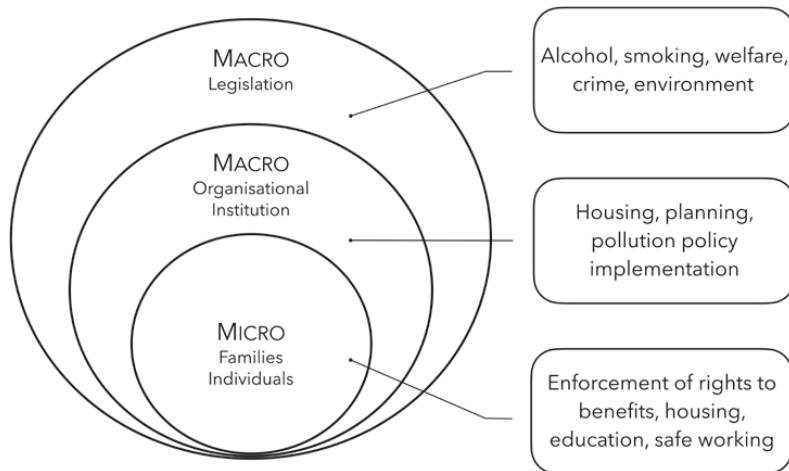 MACRO
Legislation
Alcohol, smoking, welfare,
crime, environment
MACRO
Organisational
Institution
Housing, planning,
pollution policy
implementation
MICRO
Families
Individuals
Enforcement of rights to
benefits, housing,
education, safe working